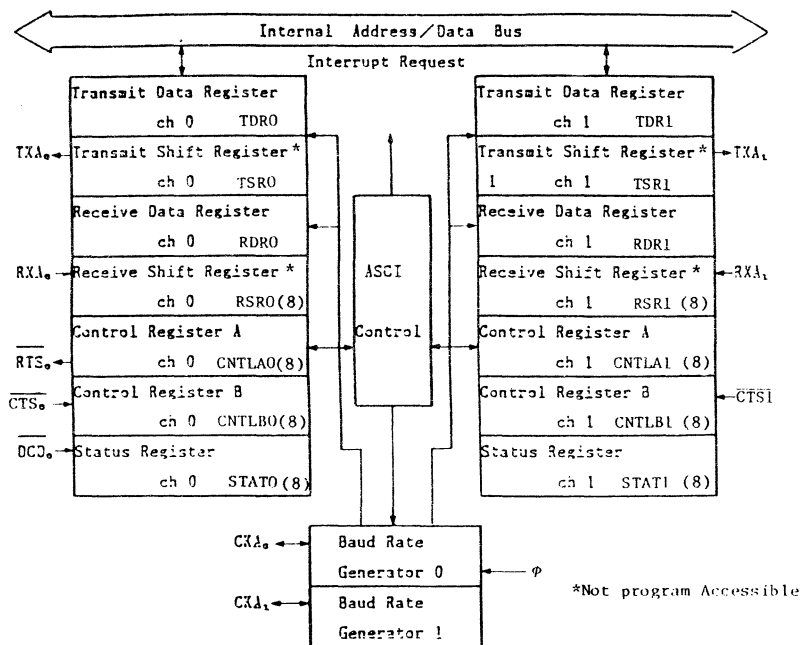 Internal Address/Data Bus
Interrupt Request
Transmit Data Register
ch 0 TDR0
TXA₀
Transmit Shift Register*
ch 0 TSR0
Receive Data Register
ch 0 RDR0
RXA₀
Receive Shift Register*
ch 0 RSR0(8)
Control Register A
RTS₀
ch 0 CNTLA0(8)
Control Register B
CTS₀
ch 0 CNTLB0(8)
DCD₀
Status Register
ch 0 STAT0(8)
ASCI
Control
Transmit Data Register
ch 1 TDR1
Transmit Shift Register*
TXA₁
1 ch 1 TSR1
Receive Data Register
ch 1 RDR1
Receive Shift Register*
RXA₁
ch 1 RSR1 (8)
Control Register A
ch 1 CNTLA1 (8)
Control Register B
CTS1
ch 1 CNTLB1 (8)
Status Register
ch 1 STAT1 (8)
CKA₀
Baud Rate
Generator 0
φ
CKA₁
Baud Rate
Generator 1
*Not program Accessible